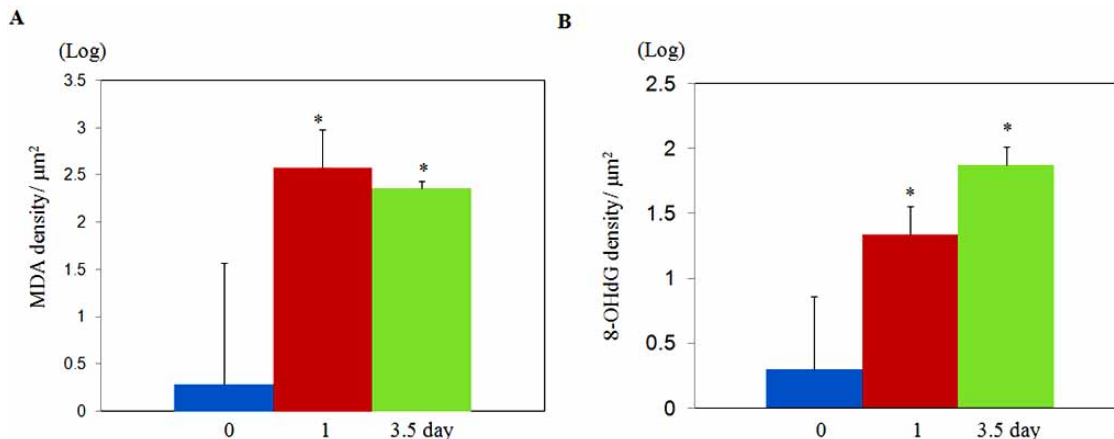 A
(Log)
MDA density/ μm²
3.5
3
2.5
2
1.5
1
0.5
0
*
*
0 1 3.5 day
B
(Log)
8-OHdG density/ μm²
2.5
2
1.5
1
0.5
0
*
*
0 1 3.5 day